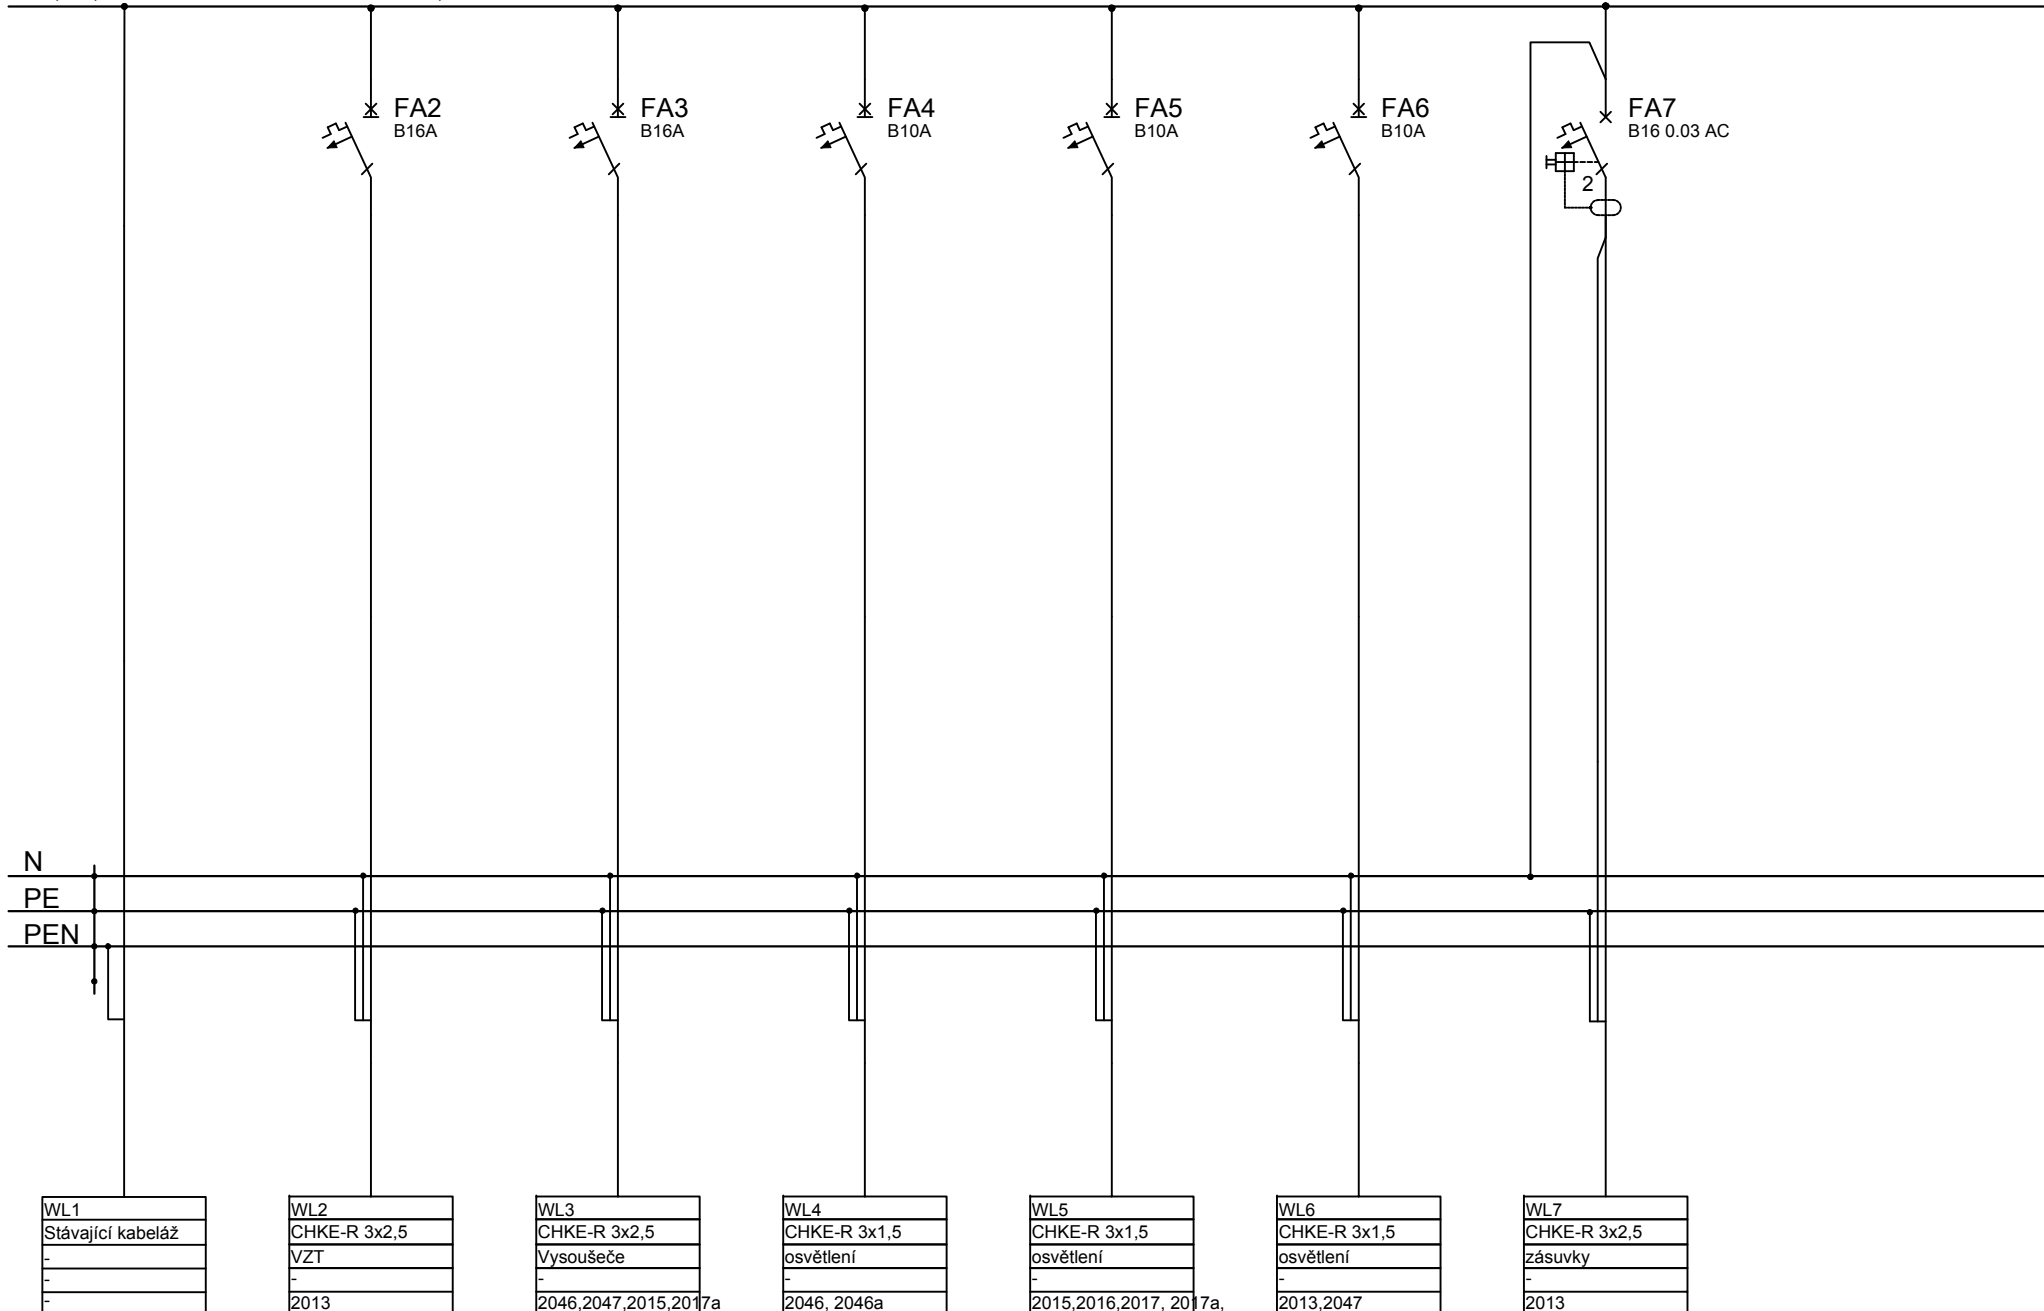 FA2
B16A
FA3
B16A
FA4
B10A
FA5
B10A
FA6
B10A
FA7
B16 0.03 AC
2
N
PE
PEN
WL1
Stávající kabeláž
-
-
-
WL2
CHKE-R 3x2,5
VZT
-
2013
WL3
CHKE-R 3x2,5
Vysoušeče
-
2046,2047,2015,2017a
WL4
CHKE-R 3x1,5
osvětlení
-
2046, 2046a
WL5
CHKE-R 3x1,5
osvětlení
-
2015,2016,2017, 2017a,
WL6
CHKE-R 3x1,5
osvětlení
-
2013,2047
WL7
CHKE-R 3x2,5
zásuvky
-
2013